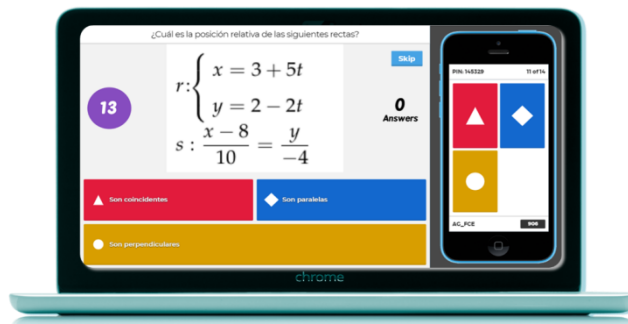 ¿Cuál es la posición relativa de las siguientes rectas?
Skip
13
r: { x = 3 + 5t
y = 2 − 2t
s : (x − 8)/10 = y/−4
0
Answers
Son coincidentes
Son paralelas
Son perpendiculares
PIN: 145329
11 of 14
AG_FCE
906
chrome